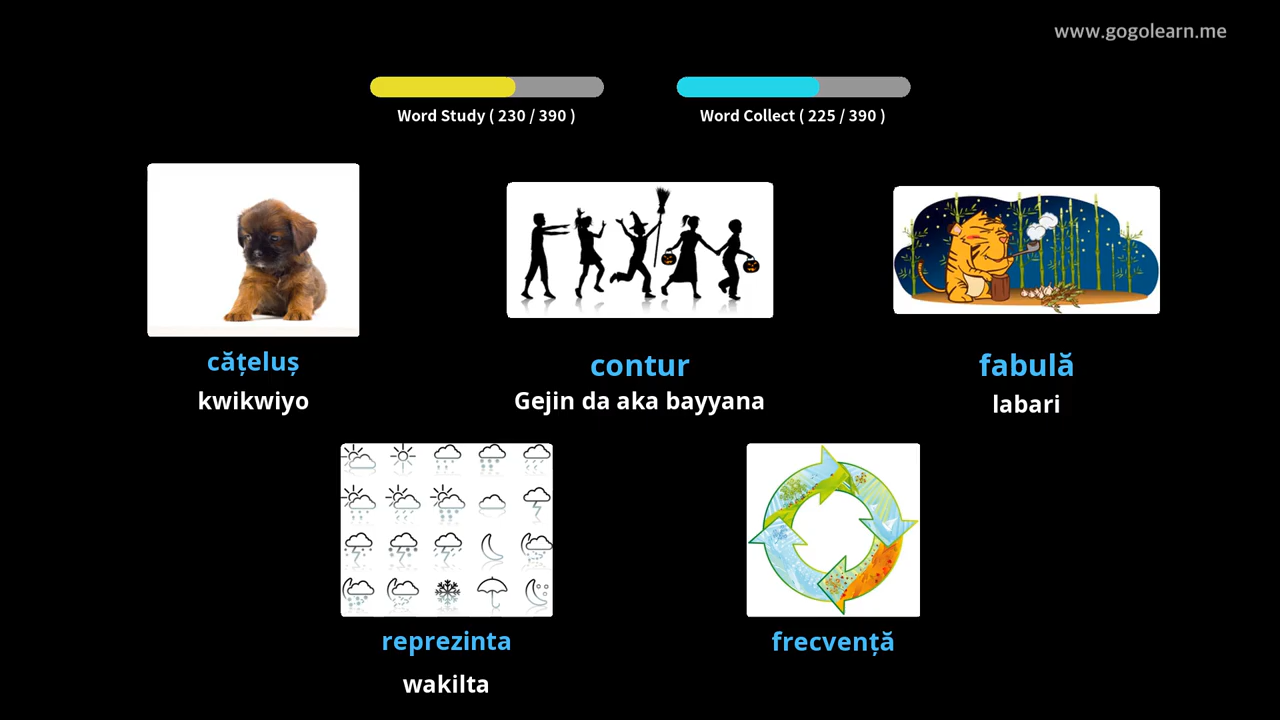 www.gogolearn.me
Word Study ( 230 / 390 )
Word Collect ( 225 / 390 )
cățeluș
kwikwiyo
contur
Gejin da aka bayyana
fabulă
labari
reprezinta
wakilta
frecvență